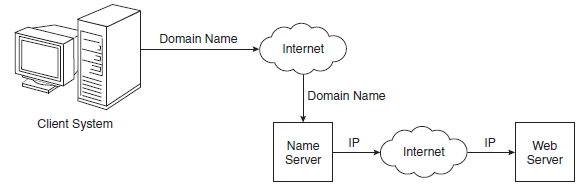 Domain Name
Internet
Domain Name
Client System
Name
Server
IP
Internet
IP
Web
Server